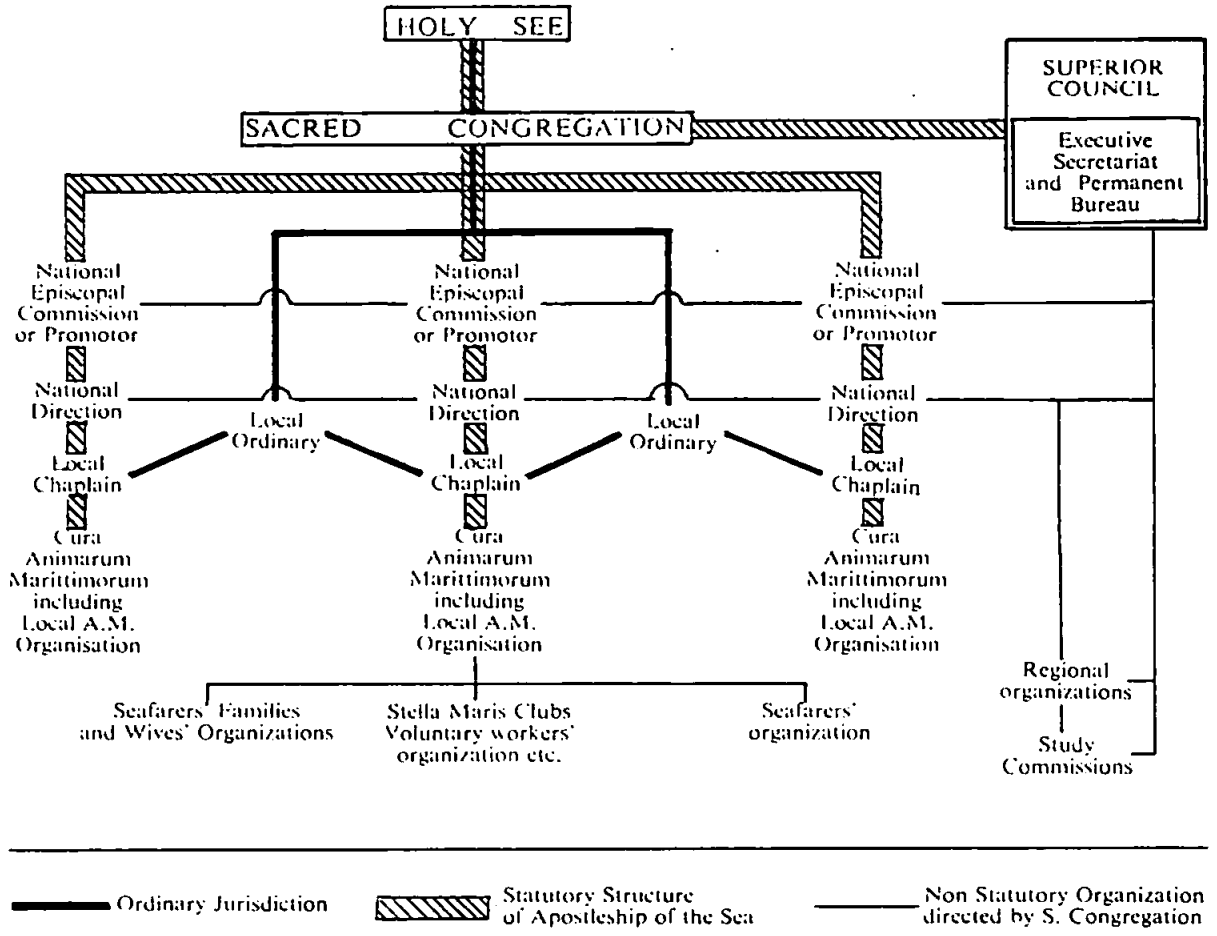 HOLY SEE
SUPERIOR
COUNCIL
SACRED CONGREGATION
Executive
Secretariat
and Permanent
Bureau
National
Episcopal
Commission
or Promotor
National
Episcopal
Commission
or Promotor
National
Episcopal
Commission
or Promotor
National
Direction
Local
Ordinary
National
Direction
Local
Ordinary
National
Direction
Local
Chaplain
Local
Chaplain
Local
Chaplain
Cura
Animarum
Marittimorum
including
Local A.M.
Organisation
Cura
Animarum
Marittimorum
including
Local A.M.
Organisation
Cura
Animarum
Marittimorum
including
Local A.M.
Organisation
Seafarers' Families
and Wives' Organizations
Stella Maris Clubs
Voluntary workers'
organization etc.
Seafarers'
organization
Regional
organizations
Study
Commissions
Ordinary Jurisdiction
Statutory Structure
of Apostleship of the Sea
Non Statutory Organization
directed by S. Congregation